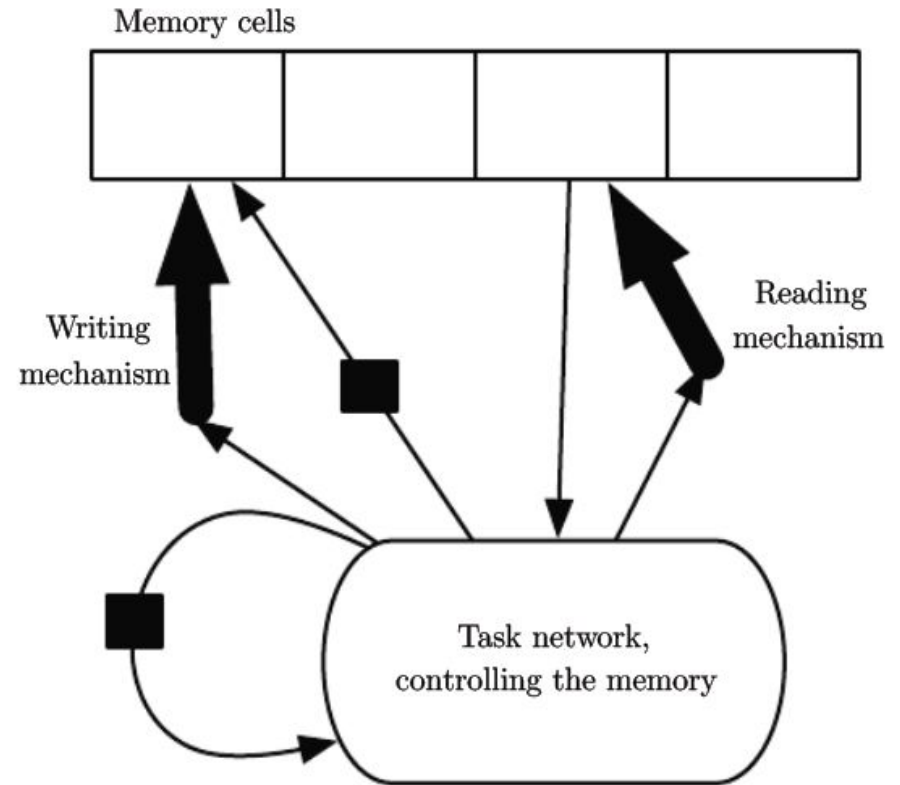 Memory cells
Writing
mechanism
Reading
mechanism
Task network,
controlling the memory